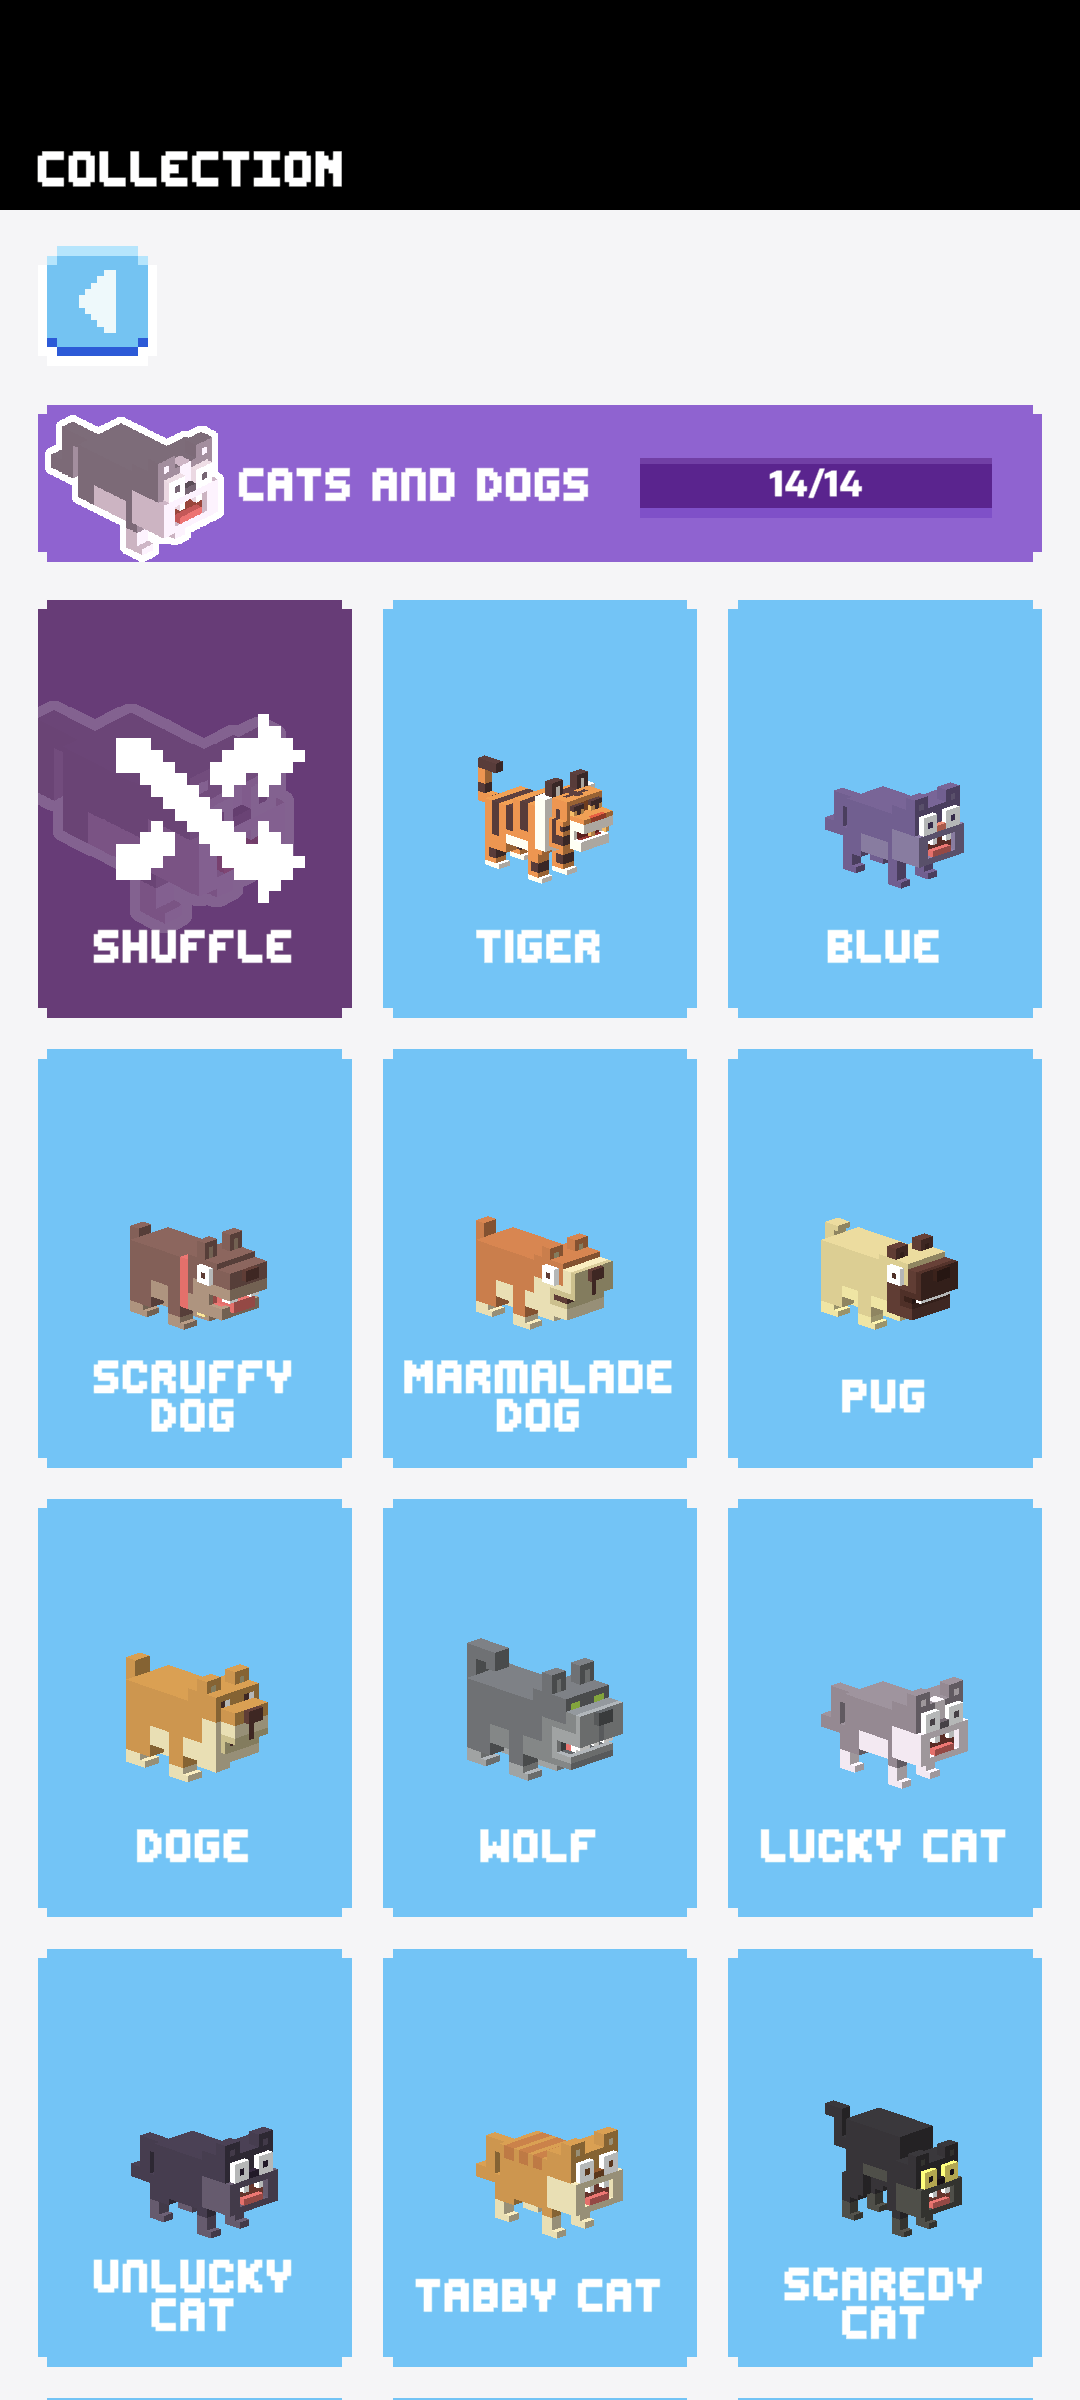 COLLECTION
CATS AND DOGS
14/14
SHUFFLE
TIGER
BLUE
SCRUFFY
DOG
MARMALADE
DOG
PUG
DOGE
WOLF
LUCKY CAT
UNLUCKY
CAT
TABBY CAT
SCAREDY
CAT